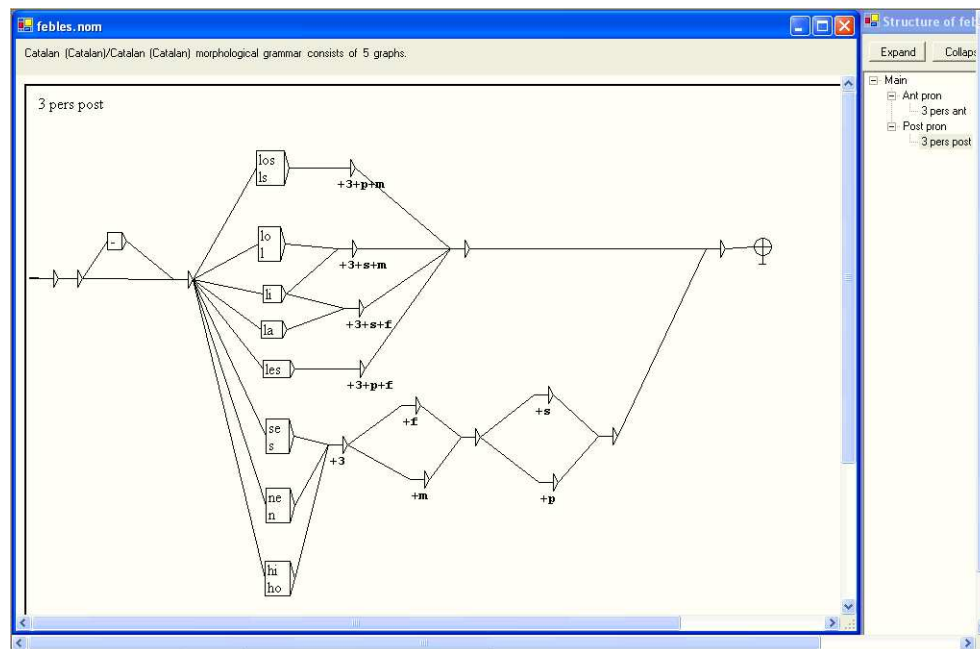 febles.nom
Catalan (Catalan)/Catalan (Catalan) morphological grammar consists of 5 graphs.
3 pers post
-
los
ls
+3+p+m
lo
l
+3+s+m
li
la
+3+s+f
les
+3+p+f
se
s
+3
+f
+m
+s
+p
ne
n
hi
ho
Structure of feb
Expand
Collaps
Main
Ant pron
3 pers ant
Post pron
3 pers post